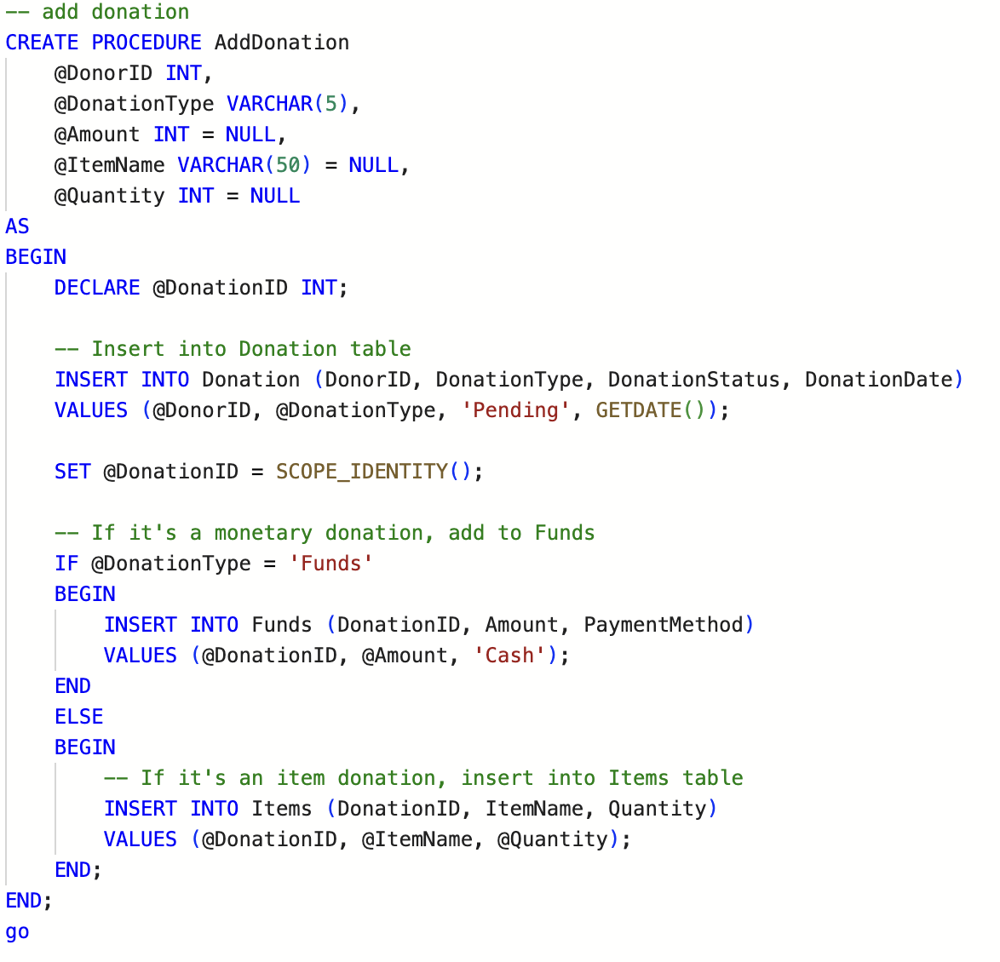 -- add donation
CREATE PROCEDURE AddDonation
    @DonorID INT,
    @DonationType VARCHAR(5),
    @Amount INT = NULL,
    @ItemName VARCHAR(50) = NULL,
    @Quantity INT = NULL
AS
BEGIN
    DECLARE @DonationID INT;

    -- Insert into Donation table
    INSERT INTO Donation (DonorID, DonationType, DonationStatus, DonationDate)
    VALUES (@DonorID, @DonationType, 'Pending', GETDATE());

    SET @DonationID = SCOPE_IDENTITY();

    -- If it's a monetary donation, add to Funds
    IF @DonationType = 'Funds'
    BEGIN
        INSERT INTO Funds (DonationID, Amount, PaymentMethod)
        VALUES (@DonationID, @Amount, 'Cash');
    END
    ELSE
    BEGIN
        -- If it's an item donation, insert into Items table
        INSERT INTO Items (DonationID, ItemName, Quantity)
        VALUES (@DonationID, @ItemName, @Quantity);
    END;
END;
go